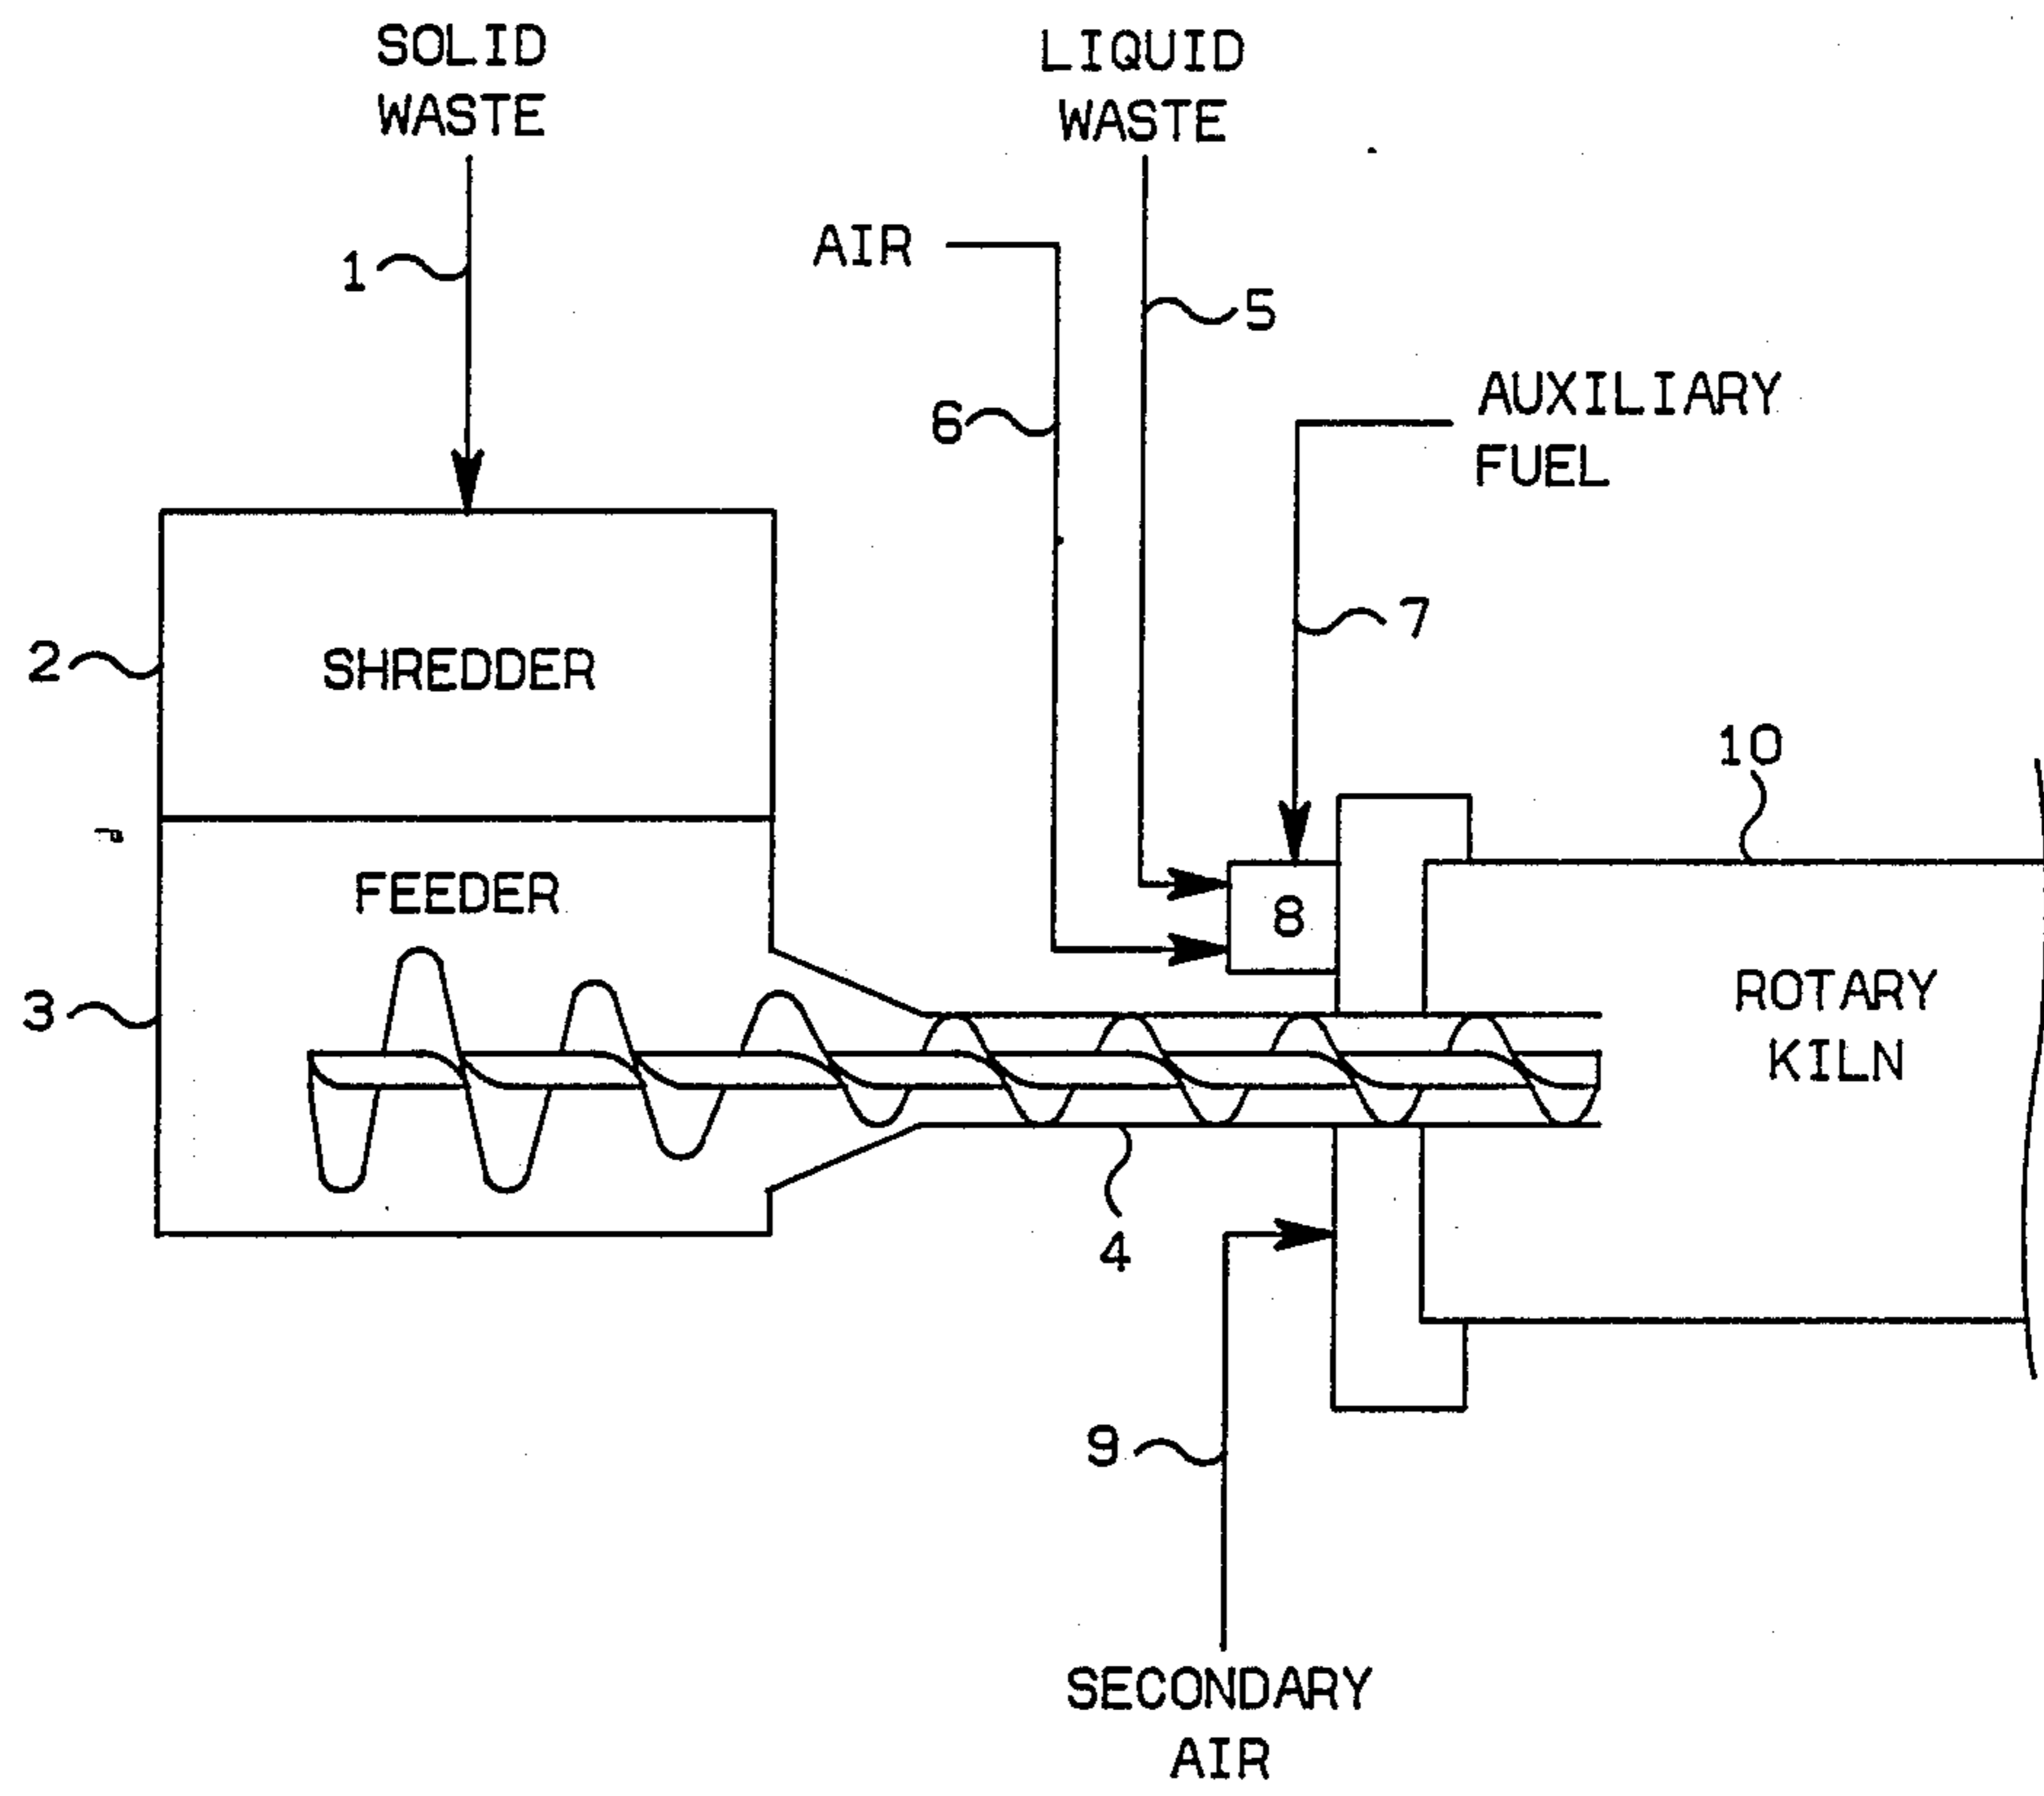 SOLID
WASTE
LIQUID
WASTE
AIR
1
5
6
AUXILIARY
FUEL
7
2
SHREDDER
10
FEEDER
8
3
ROTARY
KILN
4
9
SECONDARY
AIR